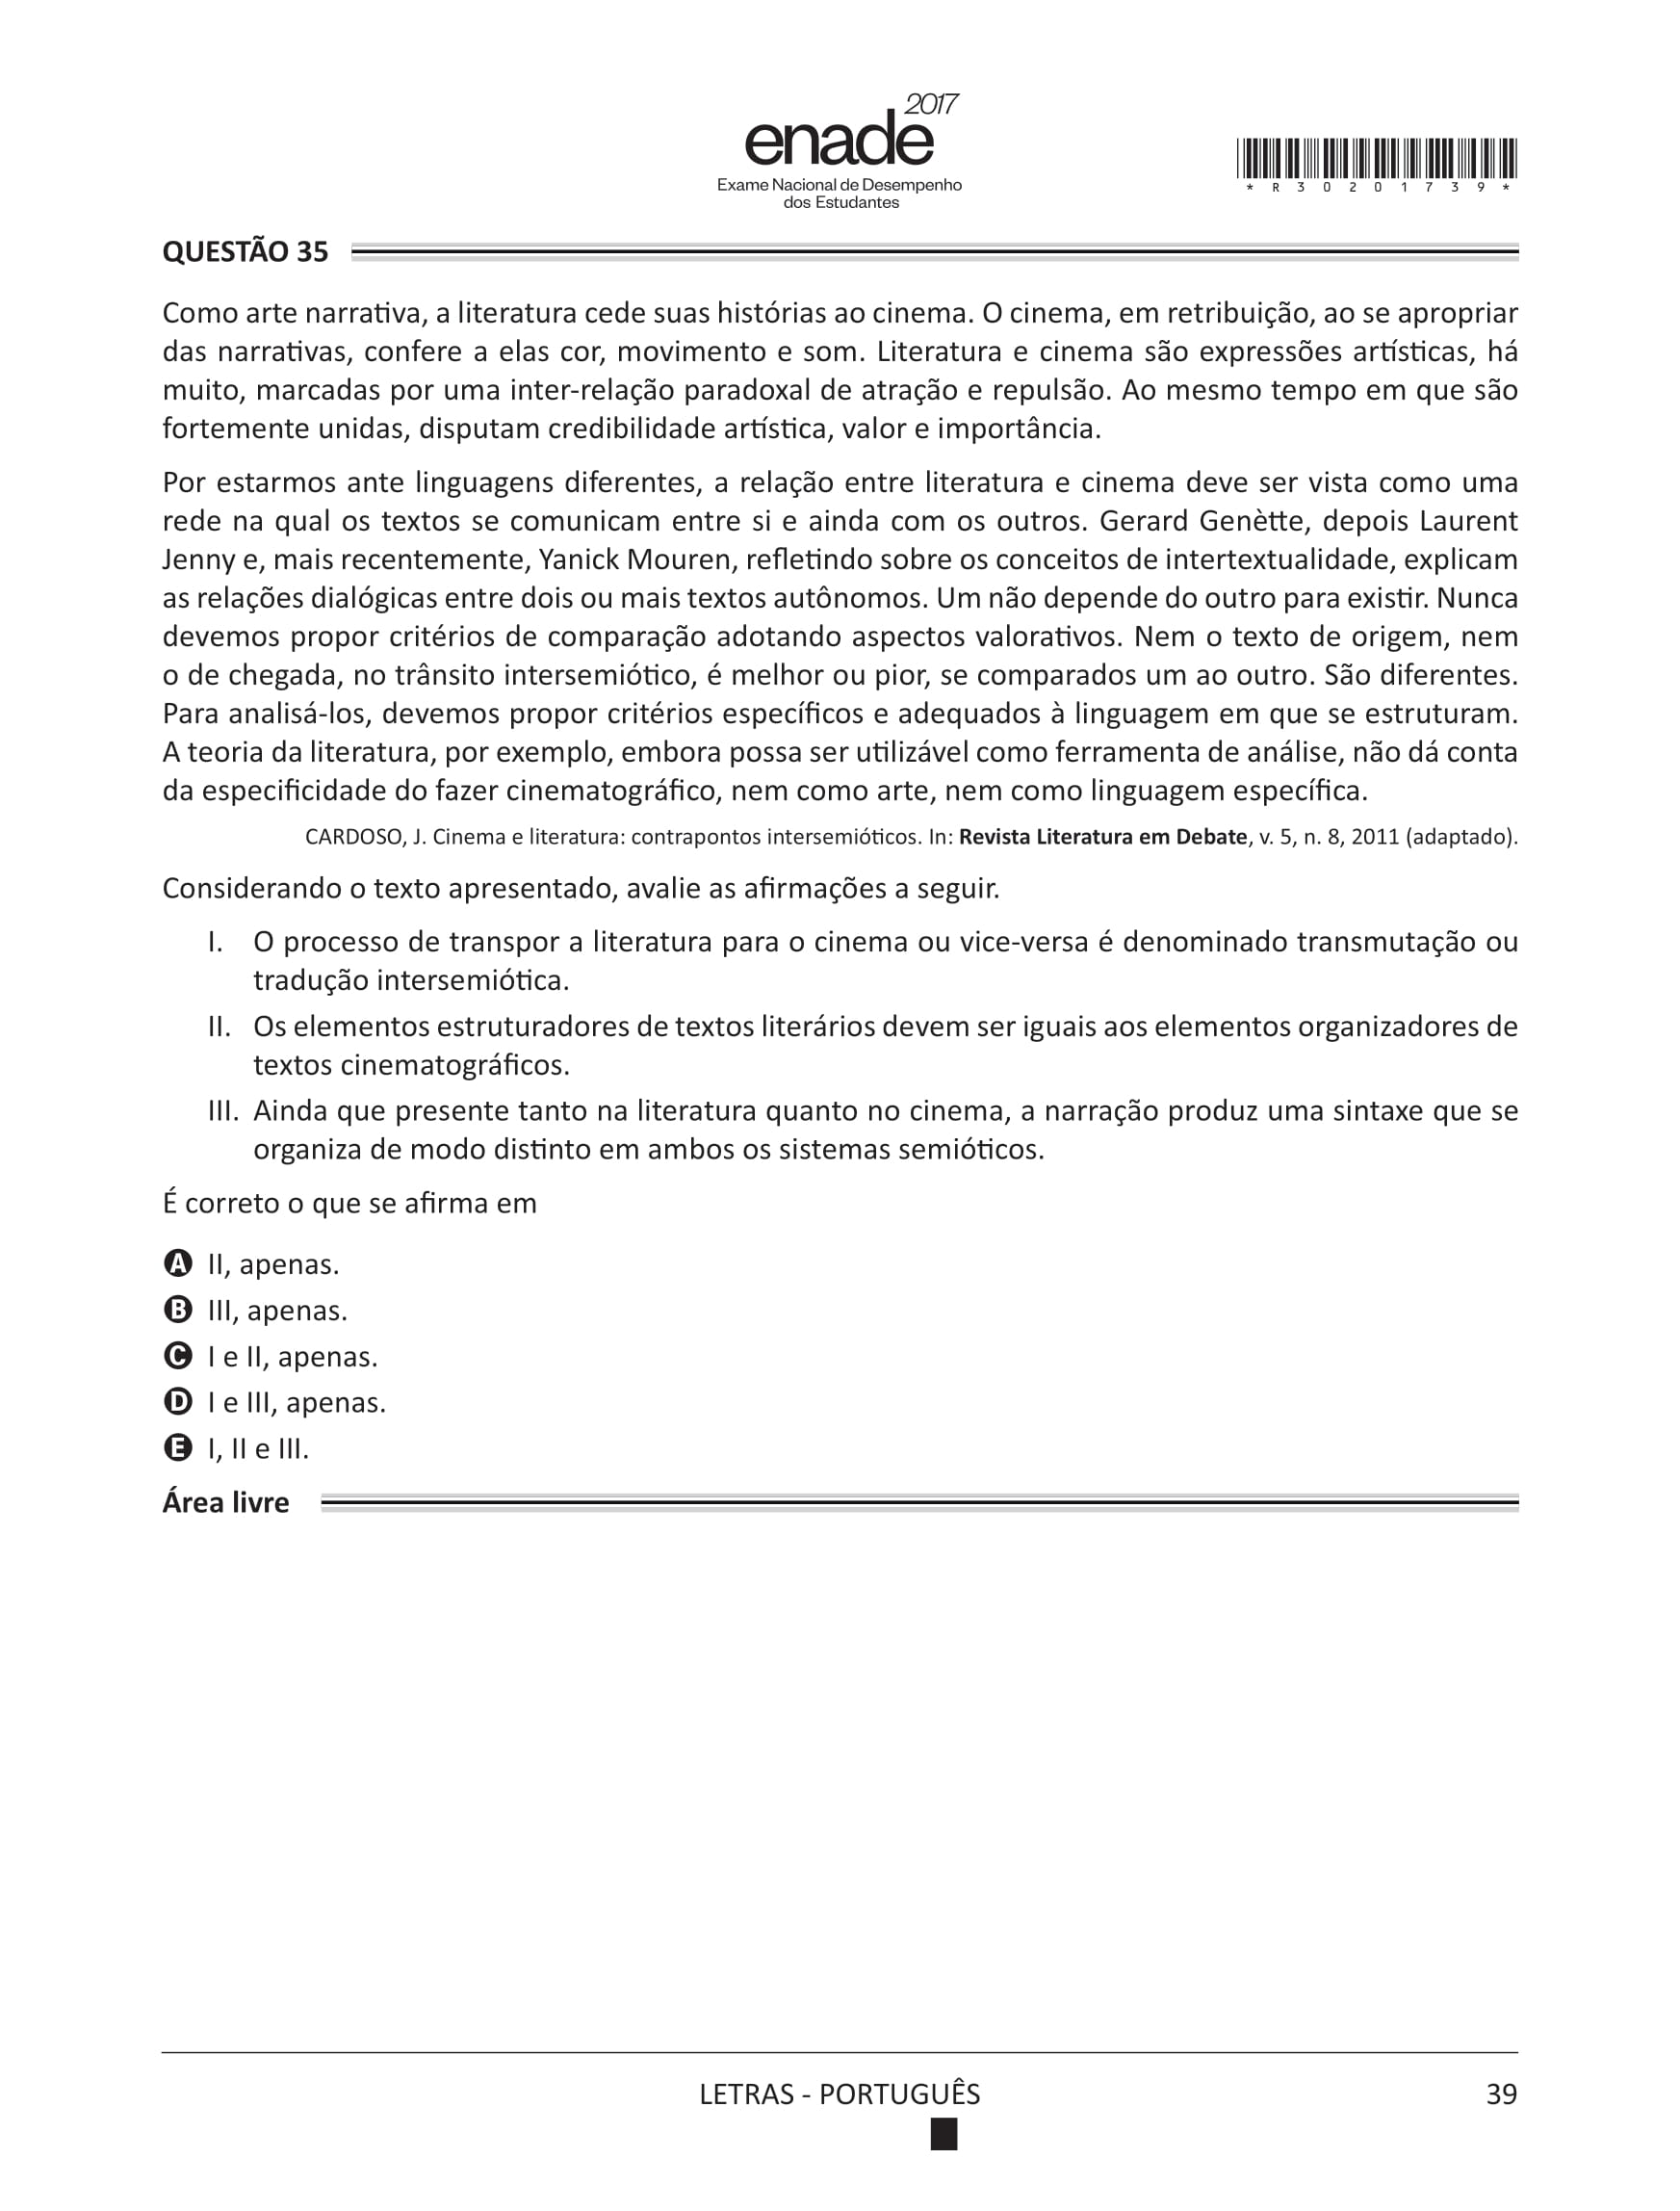 2017
enade
Exame Nacional de Desempenho
dos Estudantes
* R 3 0 2 0 1 7 3 9 *
QUESTÃO 35
Como arte narrativa, a literatura cede suas histórias ao cinema. O cinema, em retribuição, ao se apropriar
das narrativas, confere a elas cor, movimento e som. Literatura e cinema são expressões artísticas, há
muito, marcadas por uma inter-relação paradoxal de atração e repulsão. Ao mesmo tempo em que são
fortemente unidas, disputam credibilidade artística, valor e importância.
Por estarmos ante linguagens diferentes, a relação entre literatura e cinema deve ser vista como uma
rede na qual os textos se comunicam entre si e ainda com os outros. Gerard Genètte, depois Laurent
Jenny e, mais recentemente, Yanick Mouren, refletindo sobre os conceitos de intertextualidade, explicam
as relações dialógicas entre dois ou mais textos autônomos. Um não depende do outro para existir. Nunca
devemos propor critérios de comparação adotando aspectos valorativos. Nem o texto de origem, nem
o de chegada, no trânsito intersemiótico, é melhor ou pior, se comparados um ao outro. São diferentes.
Para analisá-los, devemos propor critérios específicos e adequados à linguagem em que se estruturam.
A teoria da literatura, por exemplo, embora possa ser utilizável como ferramenta de análise, não dá conta
da especificidade do fazer cinematográfico, nem como arte, nem como linguagem específica.
CARDOSO, J. Cinema e literatura: contrapontos intersemióticos. In: Revista Literatura em Debate, v. 5, n. 8, 2011 (adaptado).
Considerando o texto apresentado, avalie as afirmações a seguir.
I. O processo de transpor a literatura para o cinema ou vice-versa é denominado transmutação ou
tradução intersemiótica.
II. Os elementos estruturadores de textos literários devem ser iguais aos elementos organizadores de
textos cinematográficos.
III. Ainda que presente tanto na literatura quanto no cinema, a narração produz uma sintaxe que se
organiza de modo distinto em ambos os sistemas semióticos.
É correto o que se afirma em
A II, apenas.
B III, apenas.
C I e II, apenas.
D I e III, apenas.
E I, II e III.
Área livre
LETRAS - PORTUGUÊS
39